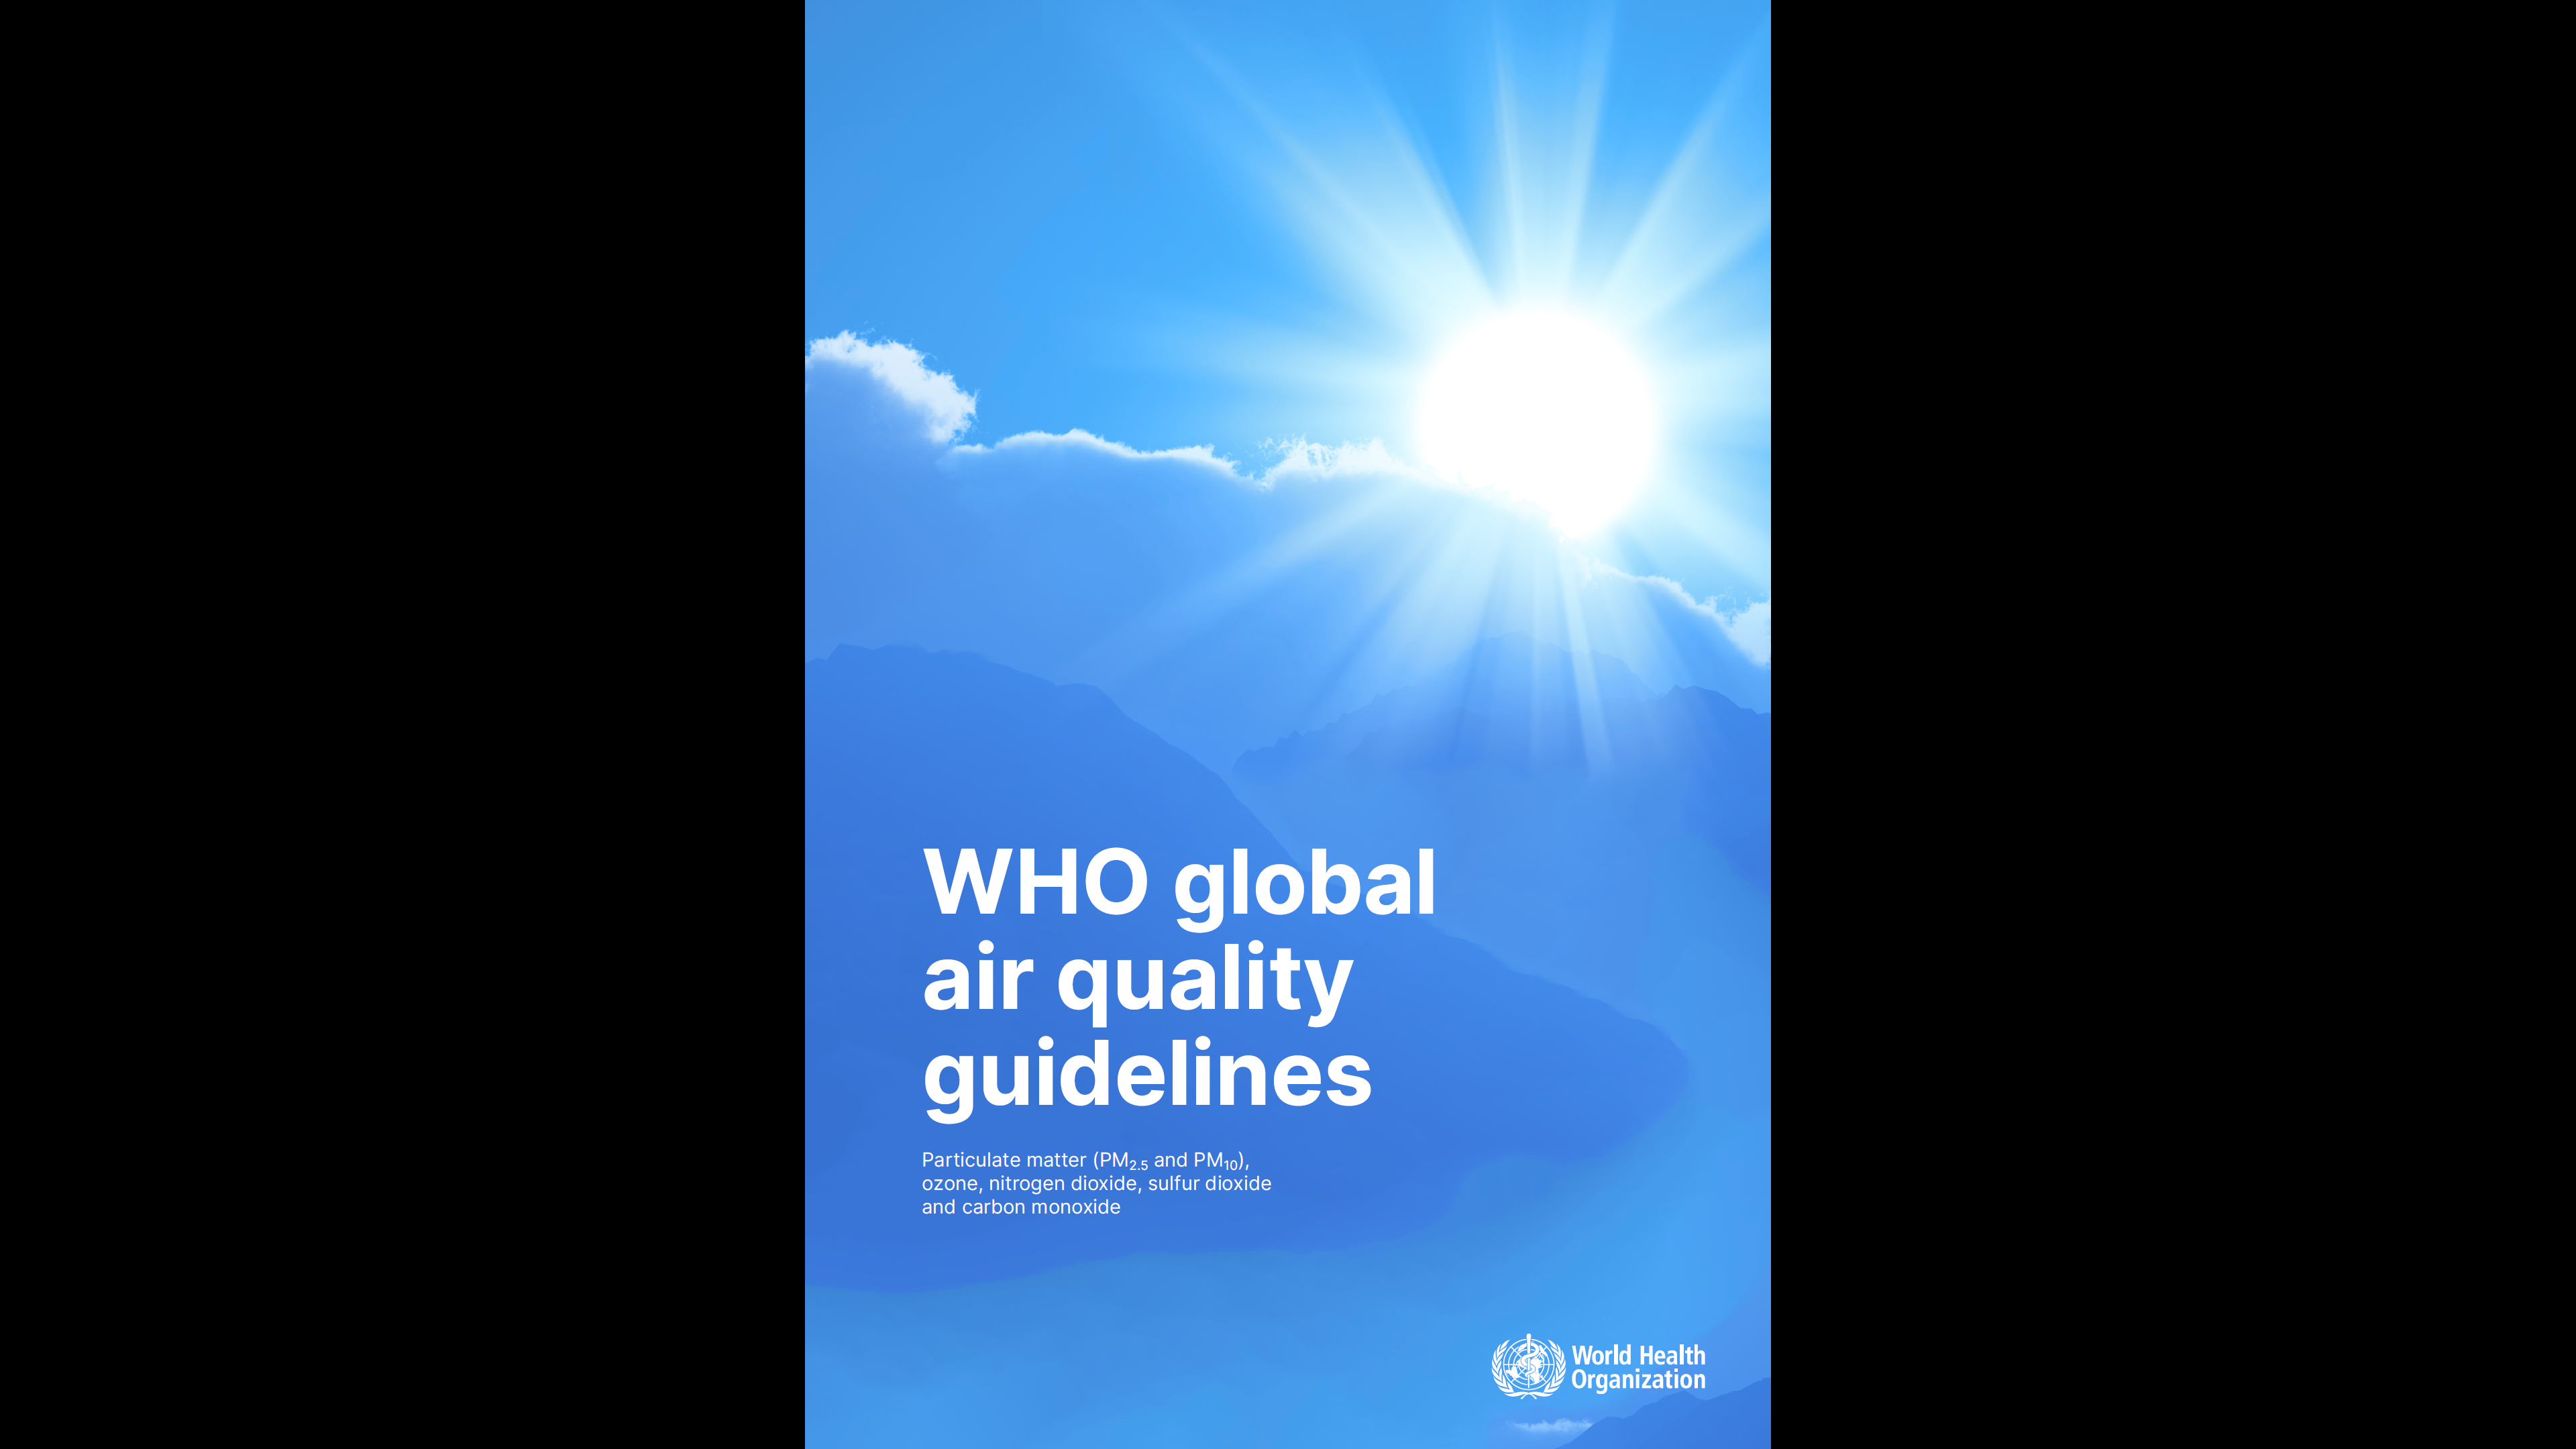 WHO global
air quality
guidelines
Particulate matter (PM₂.₅ and PM₁₀),
ozone, nitrogen dioxide, sulfur dioxide
and carbon monoxide
World Health
Organization